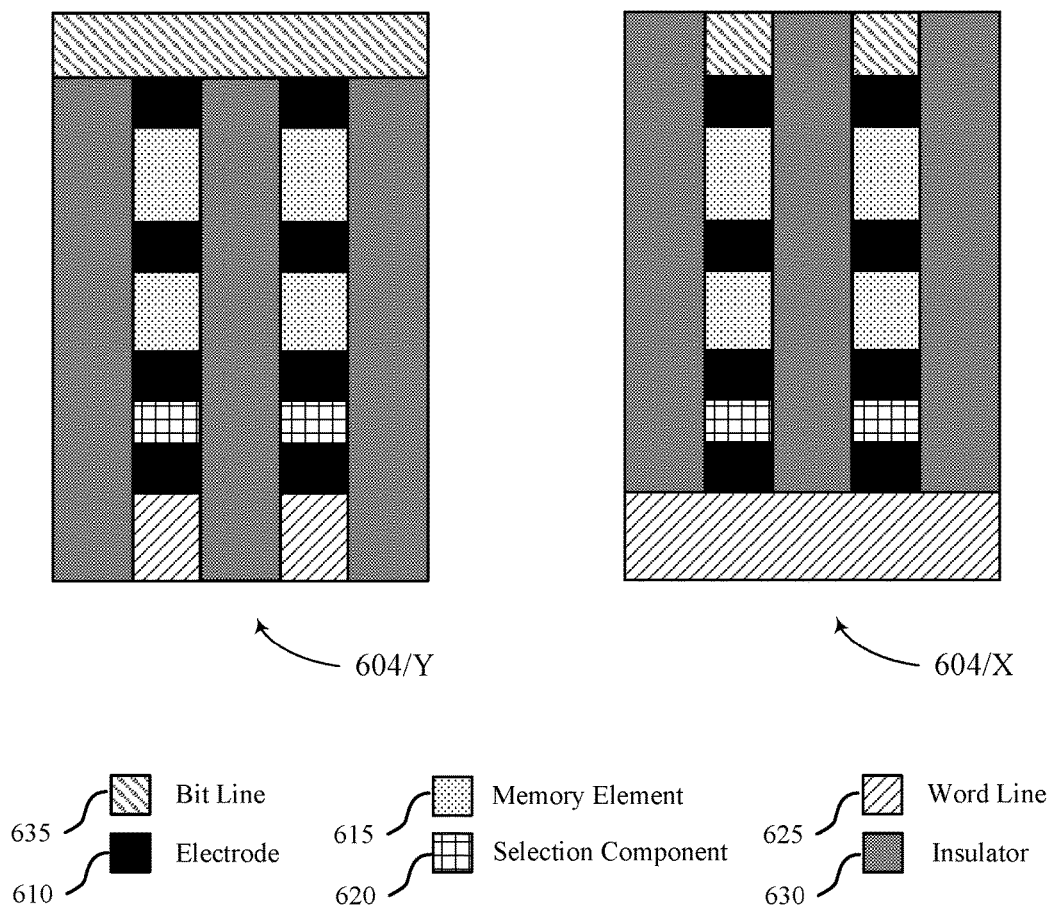 604/Y
604/X
Bit Line
Memory Element
Word Line
635
615
625
Electrode
Selection Component
Insulator
610
620
630